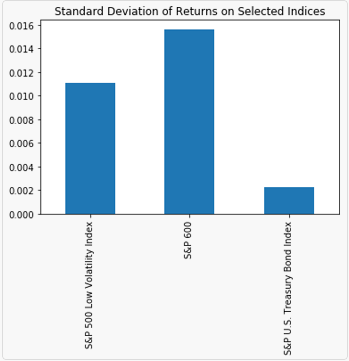 Standard Deviation of Returns on Selected Indices
0.016
0.014
0.012
0.010
0.008
0.006
0.004
0.002
0.000
S&P 500 Low Volatility Index
S&P 600
S&P U.S. Treasury Bond Index